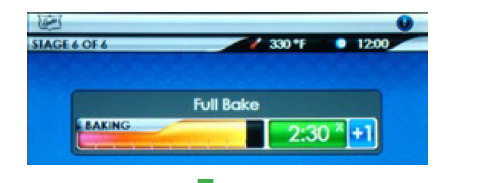 STAGE 6 OF 6 330 °F 12:00
Full Bake
BAKING 2:30 x +1